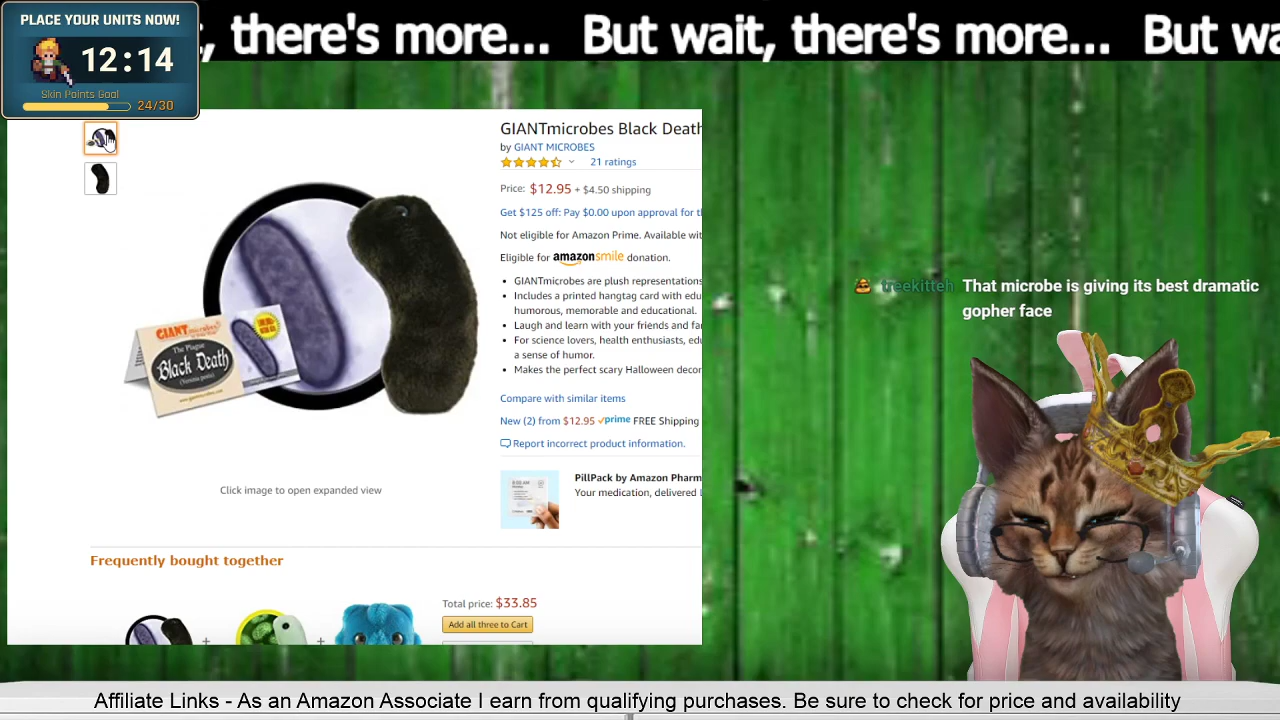 PLACE YOUR UNITS NOW!
12:14
Skin Points Goal
24/30
, there's more... But wait, there's more... But wa
GIANTmicrobes Black Death
by GIANT MICROBES
21 ratings
Price: $12.95 + $4.50 shipping
Get $125 off: Pay $0.00 upon approval for t
Not eligible for Amazon Prime. Available wit
Eligible for amazonsmile donation.
GIANTmicrobes are plush representations
Includes a printed hangtag card with edu
humorous, memorable and educational.
Laugh and learn with your friends and fa
For science lovers, health enthusiasts, edu
a sense of humor.
Makes the perfect scary Halloween decor
Compare with similar items
New (2) from $12.95 prime FREE Shipping
Report incorrect product information.
PillPack by Amazon Pharm
Your medication, delivered
GIANTmicrobes
The Plague
Black Death
(Yersinia pestis)
Click image to open expanded view
Frequently bought together
Total price: $33.85
Add all three to Cart
+
+
treekitteh That microbe is giving its best dramatic
gopher face
Affiliate Links - As an Amazon Associate I earn from qualifying purchases. Be sure to check for price and availability